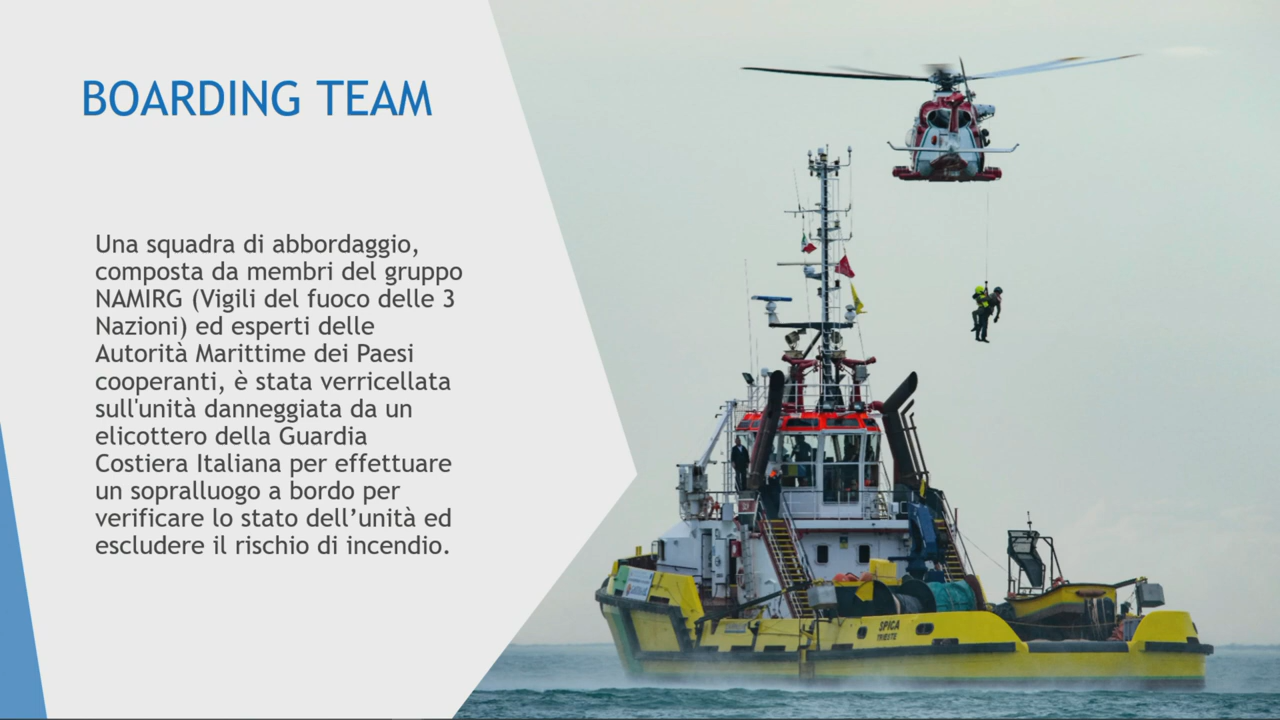 BOARDING TEAM
Una squadra di abbordaggio,
composta da membri del gruppo
NAMIRG (Vigili del fuoco delle 3
Nazioni) ed esperti delle
Autorità Marittime dei Paesi
cooperanti, è stata verricellata
sull'unità danneggiata da un
elicottero della Guardia
Costiera Italiana per effettuare
un sopralluogo a bordo per
verificare lo stato dell’unità ed
escludere il rischio di incendio.
SPICA
TRIESTE